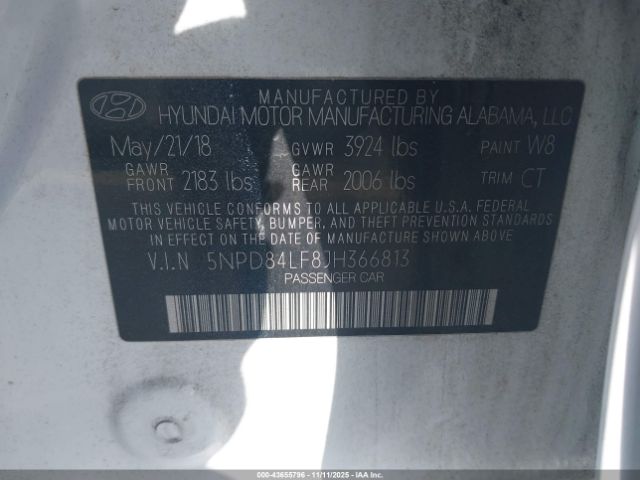 MANUFACTURED BY
HYUNDAI MOTOR MANUFACTURING ALABAMA, LLC
May/21/18 GVWR 3924 lbs PAINT W8
GAWR FRONT 2183 lbs GAWR REAR 2006 lbs TRIM CT
THIS VEHICLE CONFORMS TO ALL APPLICABLE U.S.A. FEDERAL
MOTOR VEHICLE SAFETY, BUMPER, AND THEFT PREVENTION STANDARDS
IN EFFECT ON THE DATE OF MANUFACTURE SHOWN ABOVE.
V.I.N 5NPD84LF8JH366813
PASSENGER CAR
000-43655796 - 11/11/2025 - IAAI.com